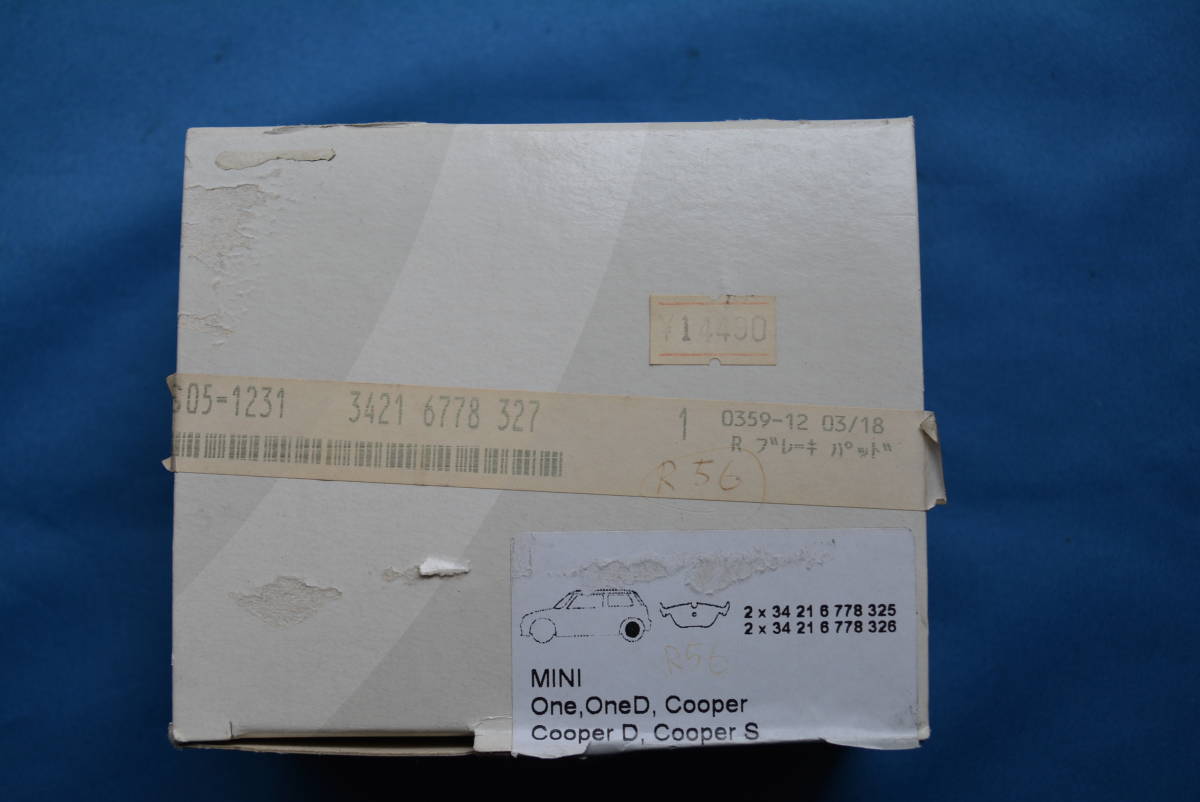 ¥14490
S05-1231 3421 6778 327 1 0359-12 03/18
R ブレーキ パッド
R56
2 x 34 21 6 778 325
2 x 34 21 6 778 326
R56
MINI
One,OneD, Cooper
Cooper D, Cooper S